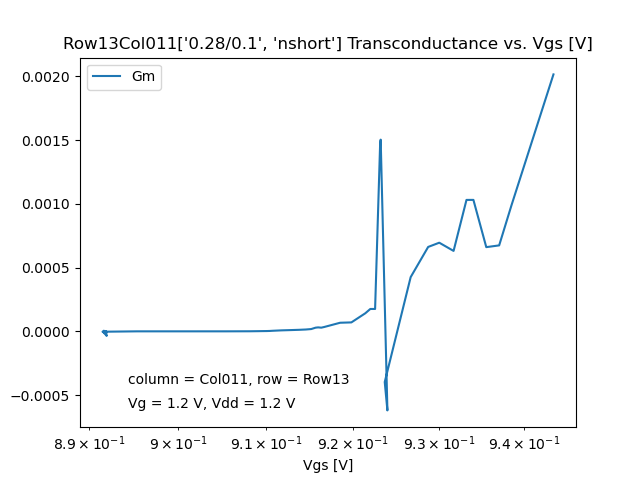 Row13Col011['0.28/0.1', 'nshort'] Transconductance vs. Vgs [V]
Gm
0.0020
0.0015
0.0010
0.0005
0.0000
−0.0005
column = Col011, row = Row13
Vg = 1.2 V, Vdd = 1.2 V
8.9 × 10⁻¹ 9 × 10⁻¹ 9.1 × 10⁻¹ 9.2 × 10⁻¹ 9.3 × 10⁻¹ 9.4 × 10⁻¹
Vgs [V]